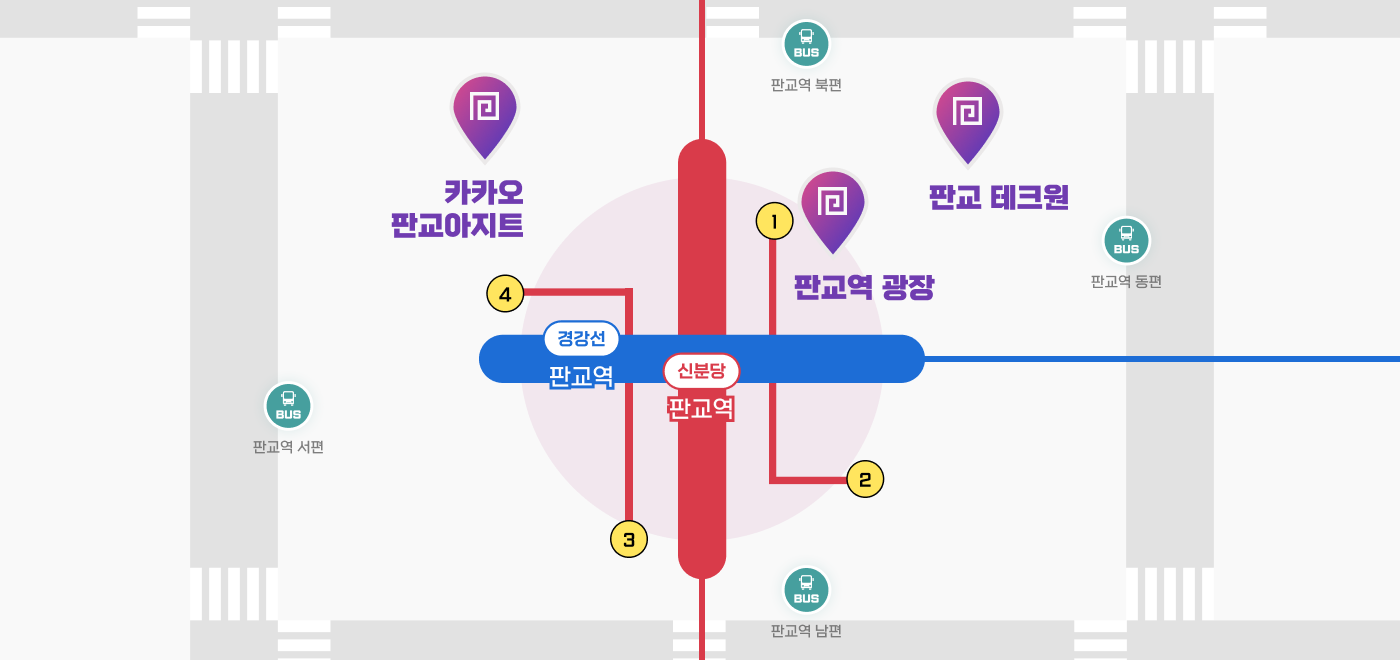 BUS
판교역 북편
카카오
판교아지트
판교 테크원
1
BUS
판교역 동편
판교역 광장
4
경강선
판교역
신분당
판교역
BUS
판교역 서편
2
3
BUS
판교역 남편